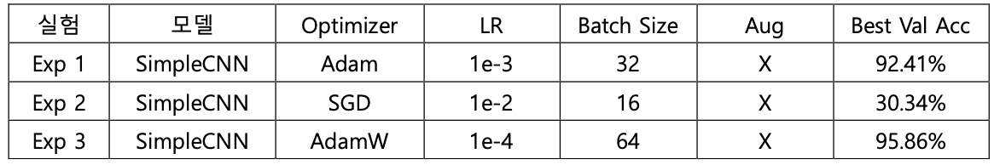 실험 모델 Optimizer LR Batch Size Aug Best Val Acc
Exp 1 SimpleCNN Adam 1e-3 32 X 92.41%
Exp 2 SimpleCNN SGD 1e-2 16 X 30.34%
Exp 3 SimpleCNN AdamW 1e-4 64 X 95.86%